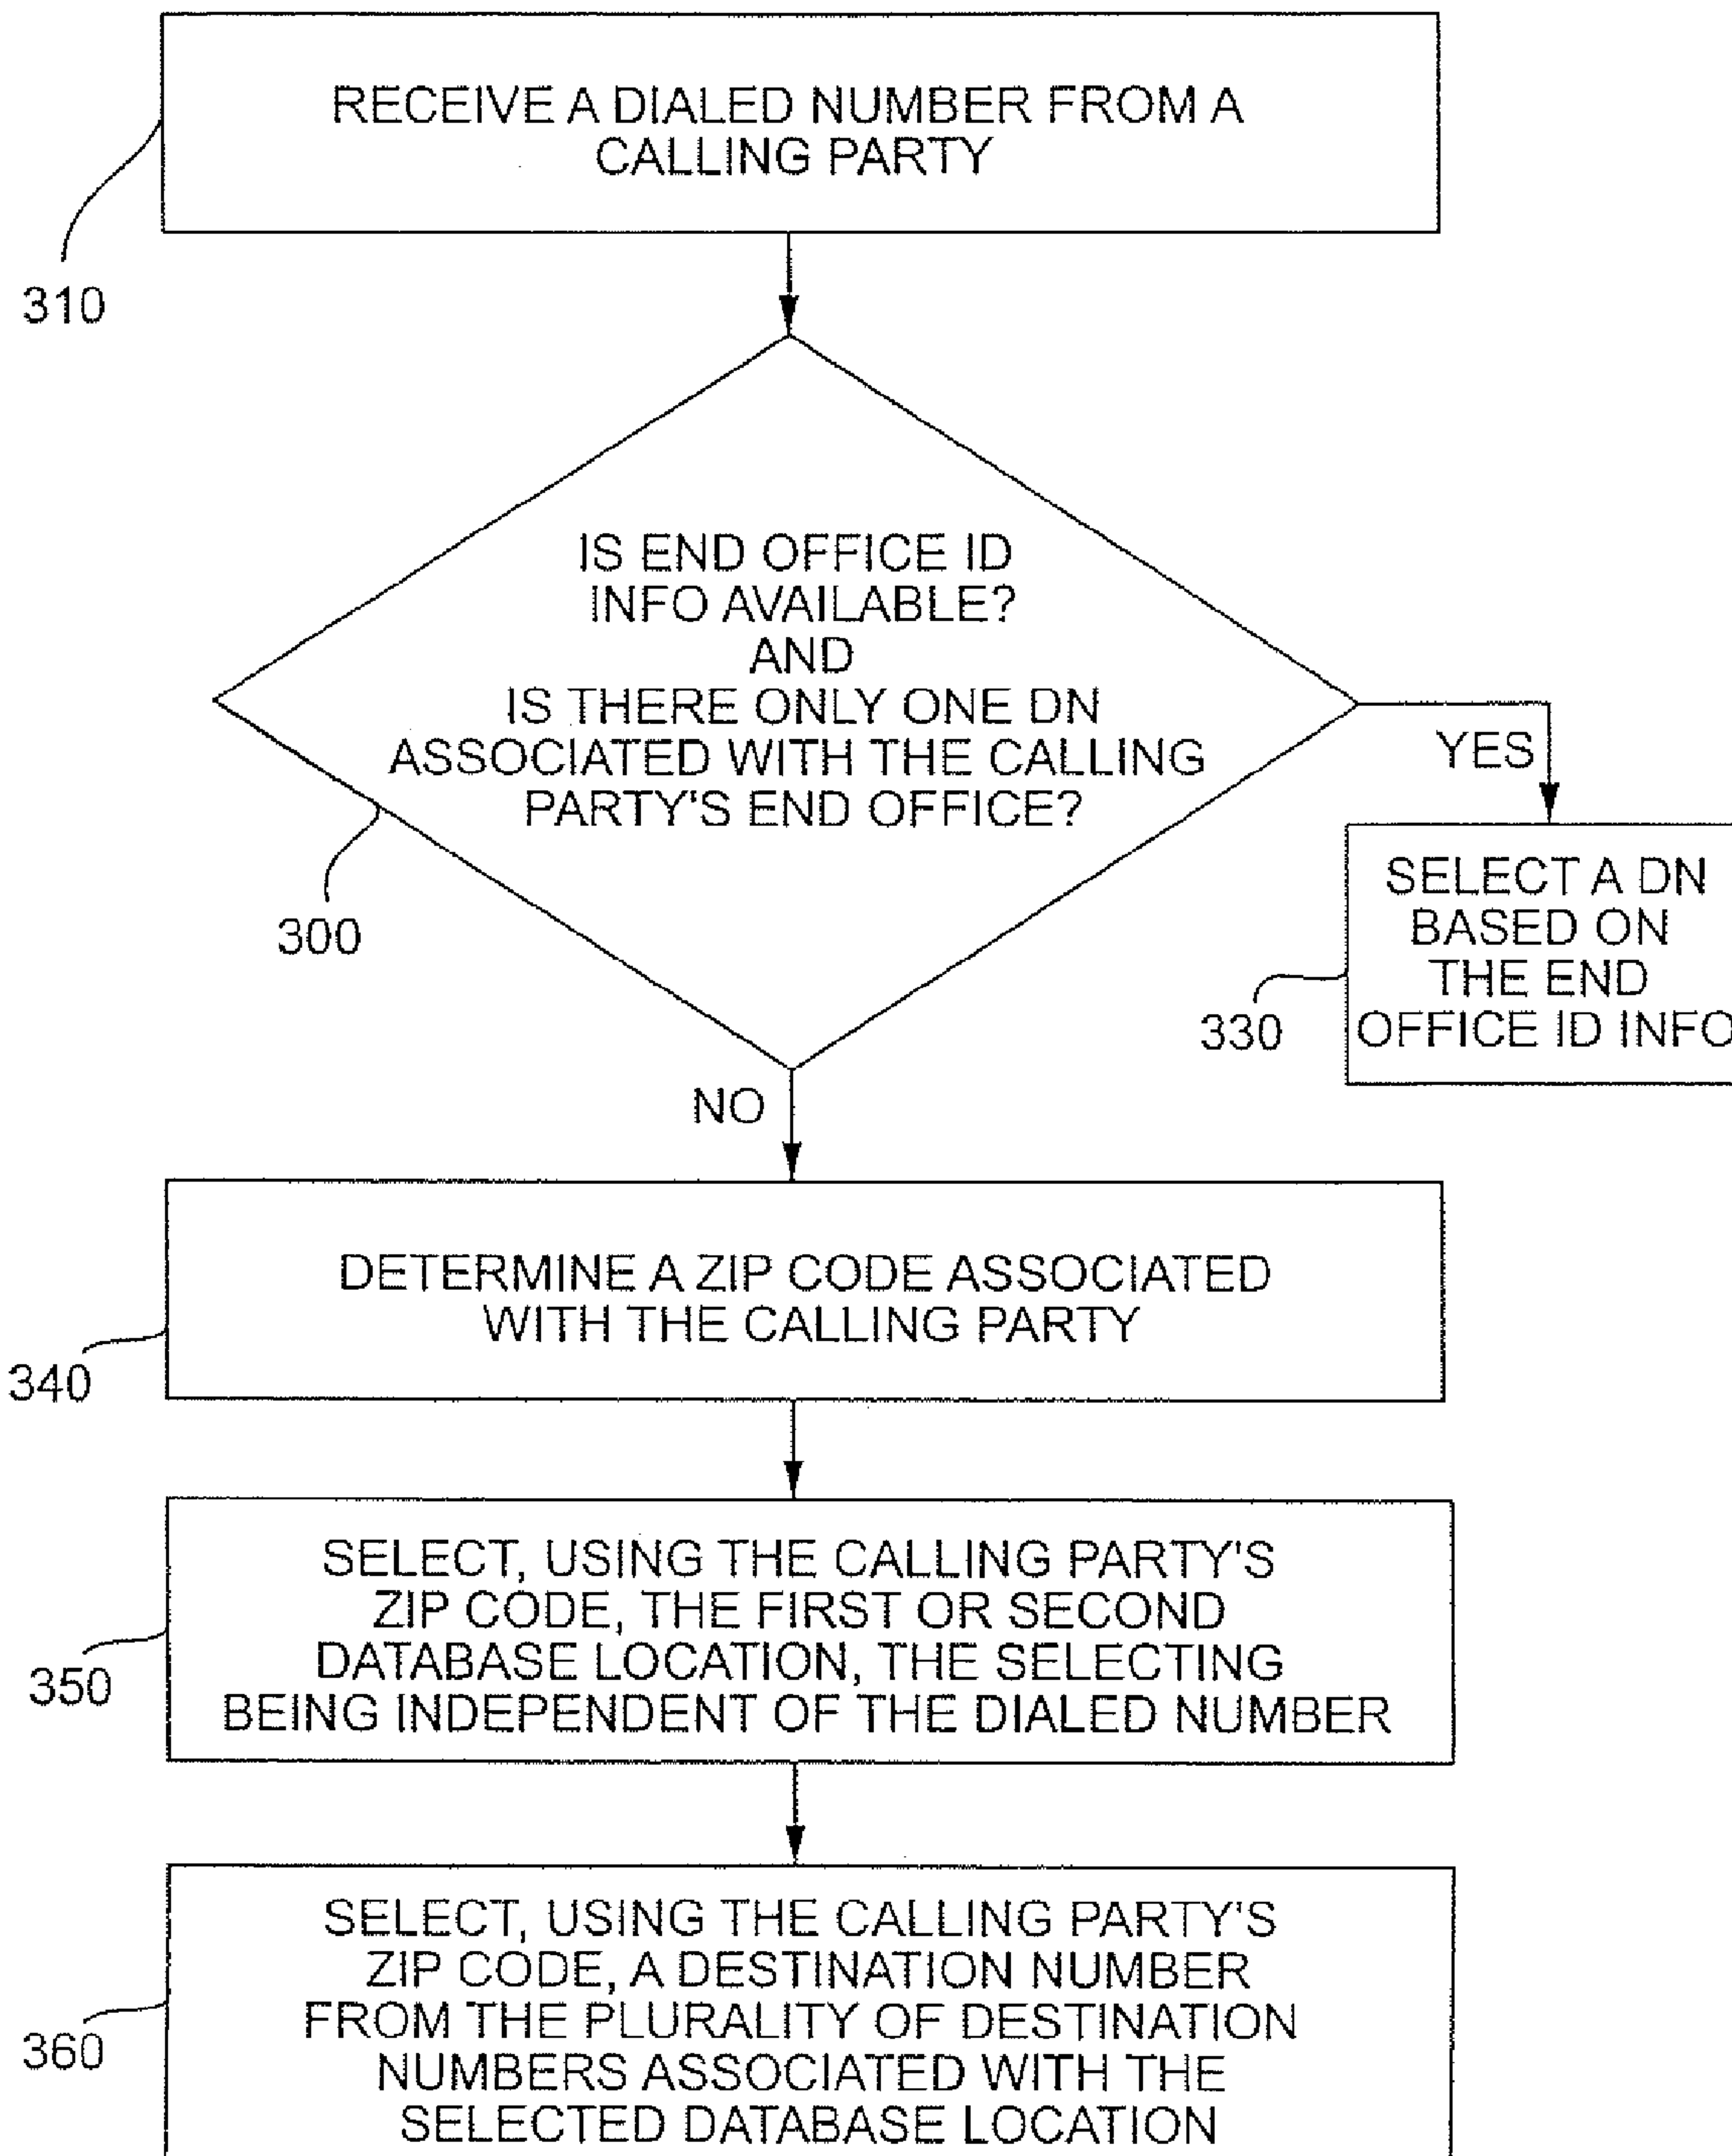 RECEIVE A DIALED NUMBER FROM A
CALLING PARTY
310
IS END OFFICE ID
INFO AVAILABLE?
AND
IS THERE ONLY ONE DN
ASSOCIATED WITH THE CALLING
PARTY'S END OFFICE?
300
YES
SELECT A DN
BASED ON
THE END
OFFICE ID INFO
330
NO
DETERMINE A ZIP CODE ASSOCIATED
WITH THE CALLING PARTY
340
SELECT, USING THE CALLING PARTY'S
ZIP CODE, THE FIRST OR SECOND
DATABASE LOCATION, THE SELECTING
BEING INDEPENDENT OF THE DIALED NUMBER
350
SELECT, USING THE CALLING PARTY'S
ZIP CODE, A DESTINATION NUMBER
FROM THE PLURALITY OF DESTINATION
NUMBERS ASSOCIATED WITH THE
SELECTED DATABASE LOCATION
360